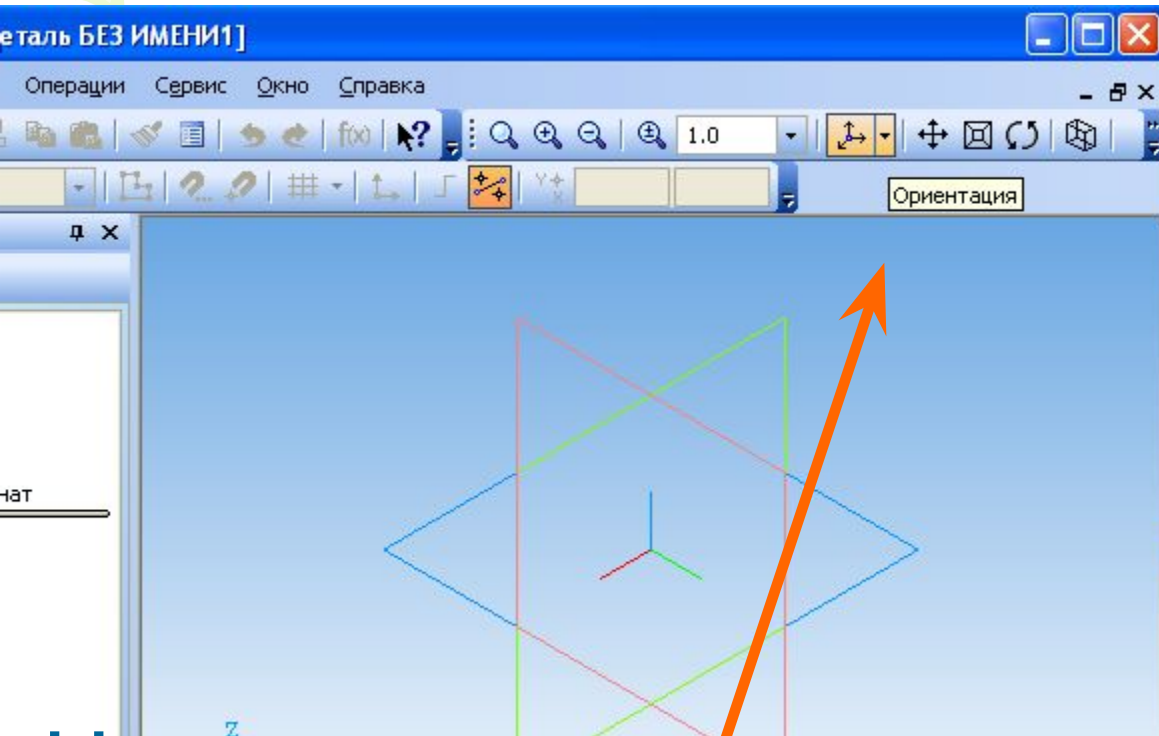 еталь БЕЗ ИМЕНИ1]
Операции Сервис Окно Справка
f(x) ? 1.0
Ориентация
нат
Z